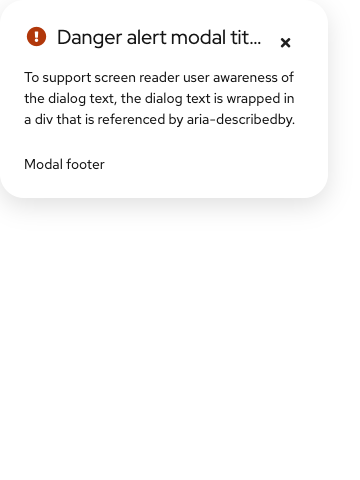 Danger alert modal tit...
To support screen reader user awareness of
the dialog text, the dialog text is wrapped in
a div that is referenced by aria-describedby.
Modal footer